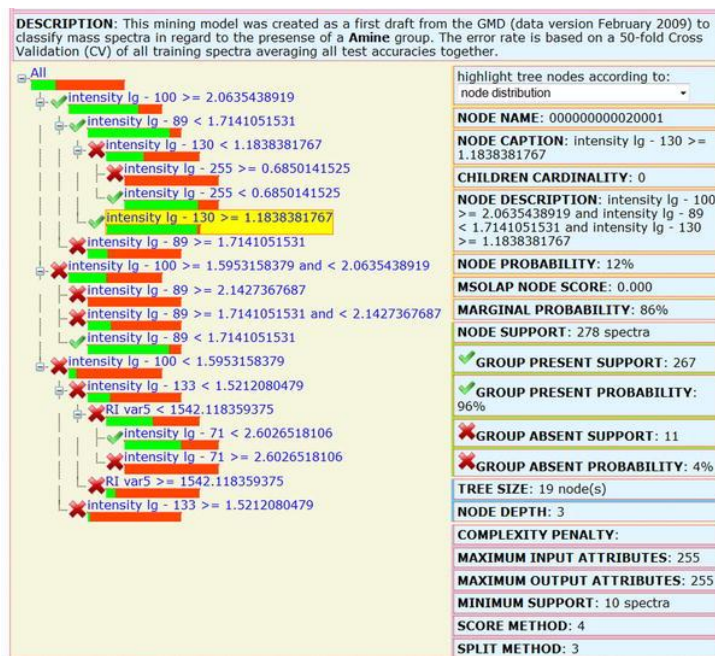 DESCRIPTION: This mining model was created as a first draft from the GMD (data version February 2009) to
classify mass spectra in regard to the presence of a Amine group. The error rate is based on a 50-fold Cross
Validation (CV) of all training spectra averaging all test accuracies together.
All
intensity lg - 100 >= 2.0635438919
intensity lg - 89 < 1.7141051531
intensity lg - 130 < 1.1838381767
intensity lg - 255 >= 0.6850141525
intensity lg - 255 < 0.6850141525
intensity lg - 130 >= 1.1838381767
intensity lg - 89 >= 1.7141051531
intensity lg - 100 >= 1.5953158379 and < 2.0635438919
intensity lg - 89 >= 2.1427367687
intensity lg - 89 >= 1.7141051531 and < 2.1427367687
intensity lg - 89 < 1.7141051531
intensity lg - 100 < 1.5953158379
intensity lg - 133 < 1.5212080479
RI var5 < 1542.118359375
intensity lg - 71 < 2.6026518106
intensity lg - 71 >= 2.6026518106
RI var5 >= 1542.118359375
intensity lg - 133 >= 1.5212080479
highlight tree nodes according to:
node distribution
NODE NAME: 000000000020001
NODE CAPTION: intensity lg - 130 >=
1.1838381767
CHILDREN CARDINALITY: 0
NODE DESCRIPTION: intensity lg - 100
>= 2.0635438919 and intensity lg - 89
< 1.7141051531 and intensity lg - 130
>= 1.1838381767
NODE PROBABILITY: 12%
MSOLAP NODE SCORE: 0.000
MARGINAL PROBABILITY: 86%
NODE SUPPORT: 278 spectra
GROUP PRESENT SUPPORT: 267
GROUP PRESENT PROBABILITY:
96%
GROUP ABSENT SUPPORT: 11
GROUP ABSENT PROBABILITY: 4%
TREE SIZE: 19 node(s)
NODE DEPTH: 3
COMPLEXITY PENALTY:
MAXIMUM INPUT ATTRIBUTES: 255
MAXIMUM OUTPUT ATTRIBUTES: 255
MINIMUM SUPPORT: 10 spectra
SCORE METHOD: 4
SPLIT METHOD: 3